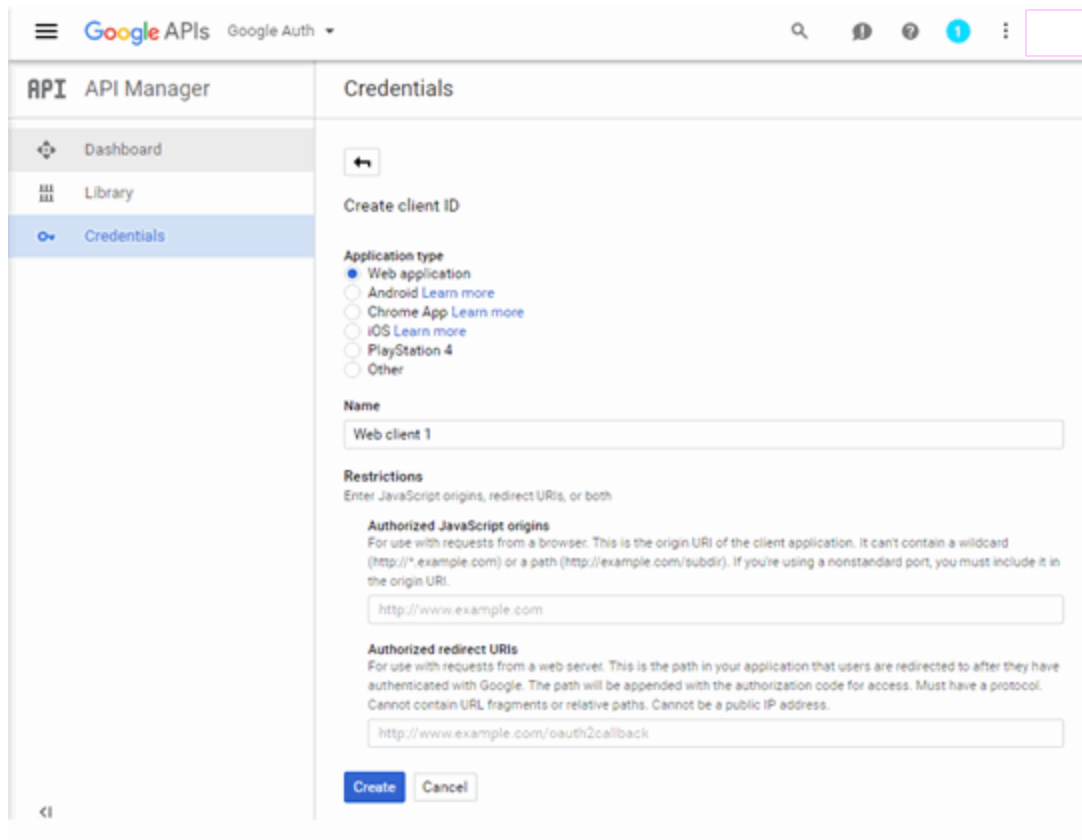 Google APIs Google Auth
1
API API Manager
Credentials
Dashboard
Library
Credentials
Create client ID
Application type
Web application
Android Learn more
Chrome App Learn more
iOS Learn more
PlayStation 4
Other
Name
Web client 1
Restrictions
Enter JavaScript origins, redirect URIs, or both
Authorized JavaScript origins
For use with requests from a browser. This is the origin URI of the client application. It can't contain a wildcard
(http://*.example.com) or a path (http://example.com/subdir). If you're using a nonstandard port, you must include it in
the origin URI.
http://www.example.com
Authorized redirect URIs
For use with requests from a web server. This is the path in your application that users are redirected to after they have
authenticated with Google. The path will be appended with the authorization code for access. Must have a protocol.
Cannot contain URL fragments or relative paths. Cannot be a public IP address.
http://www.example.com/oauth2callback
Create Cancel